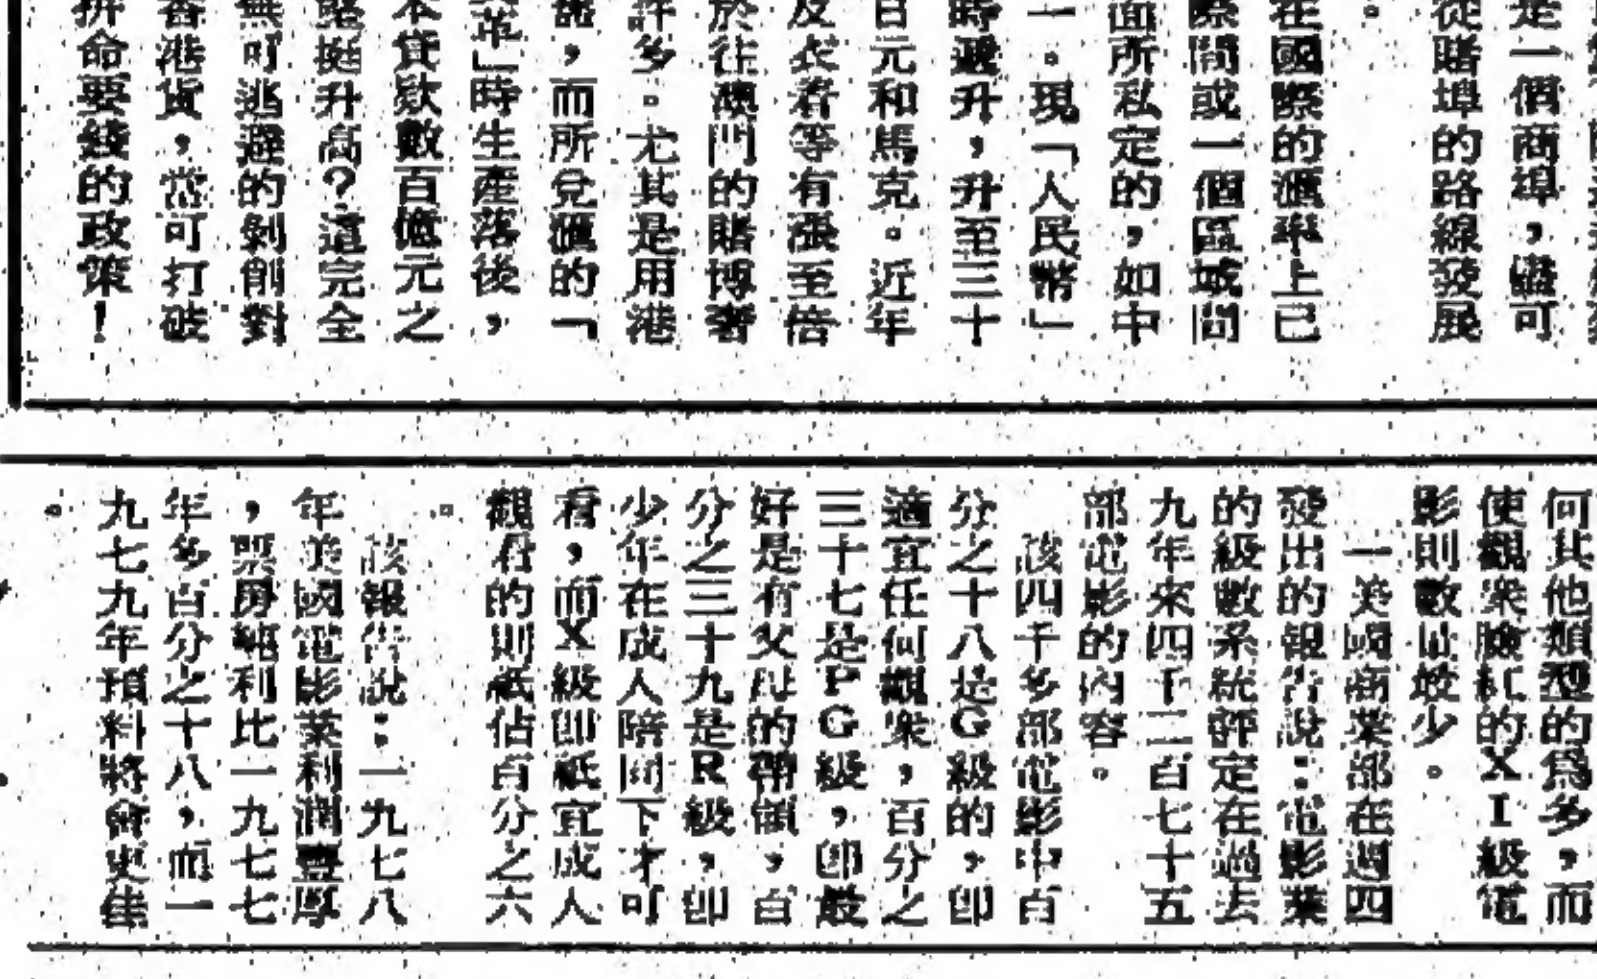 是一個商埠，儘可
從賭埠的路線發展
。
在國際的滙率上已
際間或一個區域間
面所私定的，如中
一。現「人民幣」
時遞升，升至三十
日元和馬克。近年
及衣着等有漲至倍
於往澳門的賭博奢
許多。尤其是用港
，而所兌滙的「
革」時生產落後，
本貸欵數百億元之
能挺升高？這完全
無可逃避的剝削對
香港貨，當可打破
拼命要錢的政策！
何其他類型的為多，而
使觀衆臉紅的XI級電
影則數量較少。
一美國商業部在週四
發出的報告說：電影業
的級數系統評定在過去
九年來四千二百七十五
部電影的內容。
該四千多部電影中百
分之十八是G級的，卽
適宜任何觀衆，百分之
三十七是PG級，卽最
好是有父母的帶領，百
分之三十九是R級，卽
少年在成人陪同下才可
看，而X級卽祇宜成人
觀看的則祇佔百分之六
。
該報告說：一九七八
年美國電影業利潤豐厚
，票房純利比一九七七
年多百分之十八，而一
九七九年預料將會更佳
。